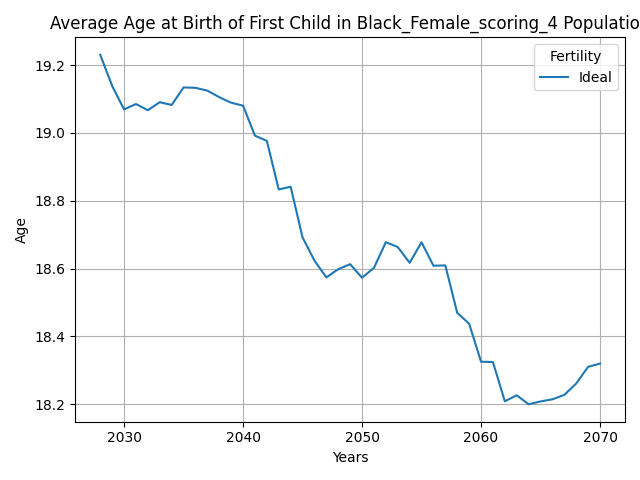 Average Age at Birth of First Child in Black_Female_scoring_4 Populatio
Fertility
Ideal
19.2
19.0
18.8
18.6
18.4
18.2
Age
2030 2040 2050 2060 2070
Years